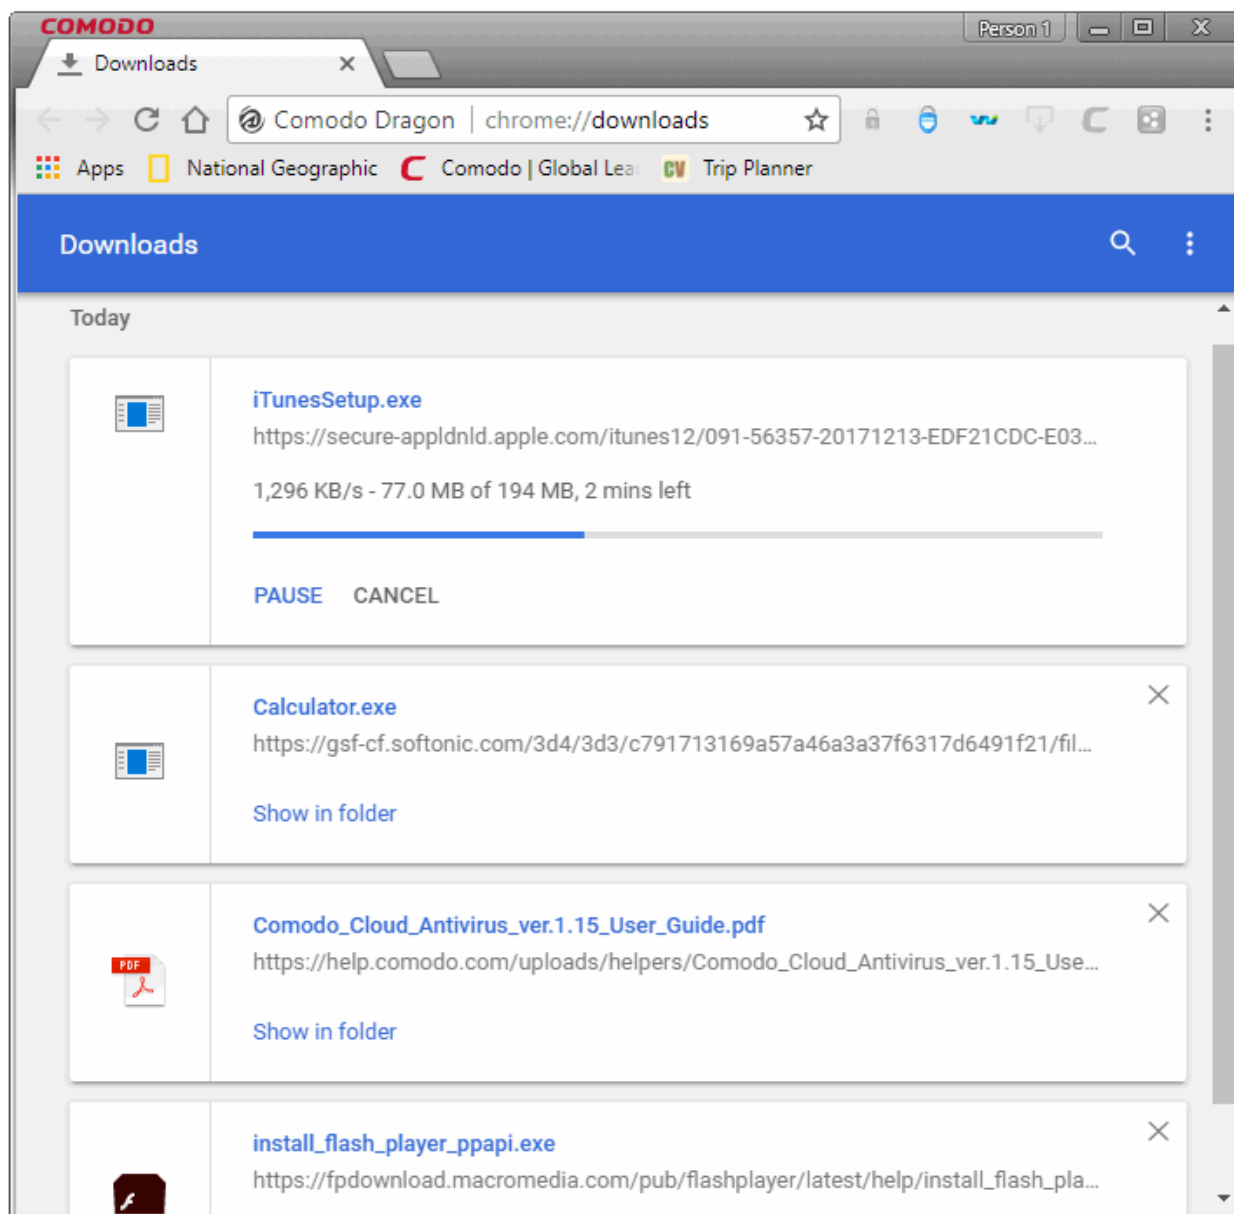 COMODO
Person 1
Downloads
Comodo Dragon | chrome://downloads
Apps National Geographic Comodo | Global Lea CV Trip Planner
Downloads
Today
iTunesSetup.exe
https://secure-appldnld.apple.com/itunes12/091-56357-20171213-EDF21CDC-E03...
1,296 KB/s - 77.0 MB of 194 MB, 2 mins left
PAUSE CANCEL
Calculator.exe
https://gsf-cf.softonic.com/3d4/3d3/c791713169a57a46a3a37f6317d6491f21/fil...
Show in folder
Comodo_Cloud_Antivirus_ver.1.15_User_Guide.pdf
PDF
https://help.comodo.com/uploads/helpers/Comodo_Cloud_Antivirus_ver.1.15_Use...
Show in folder
install_flash_player_ppapi.exe
https://fpdownload.macromedia.com/pub/flashplayer/latest/help/install_flash_pla...